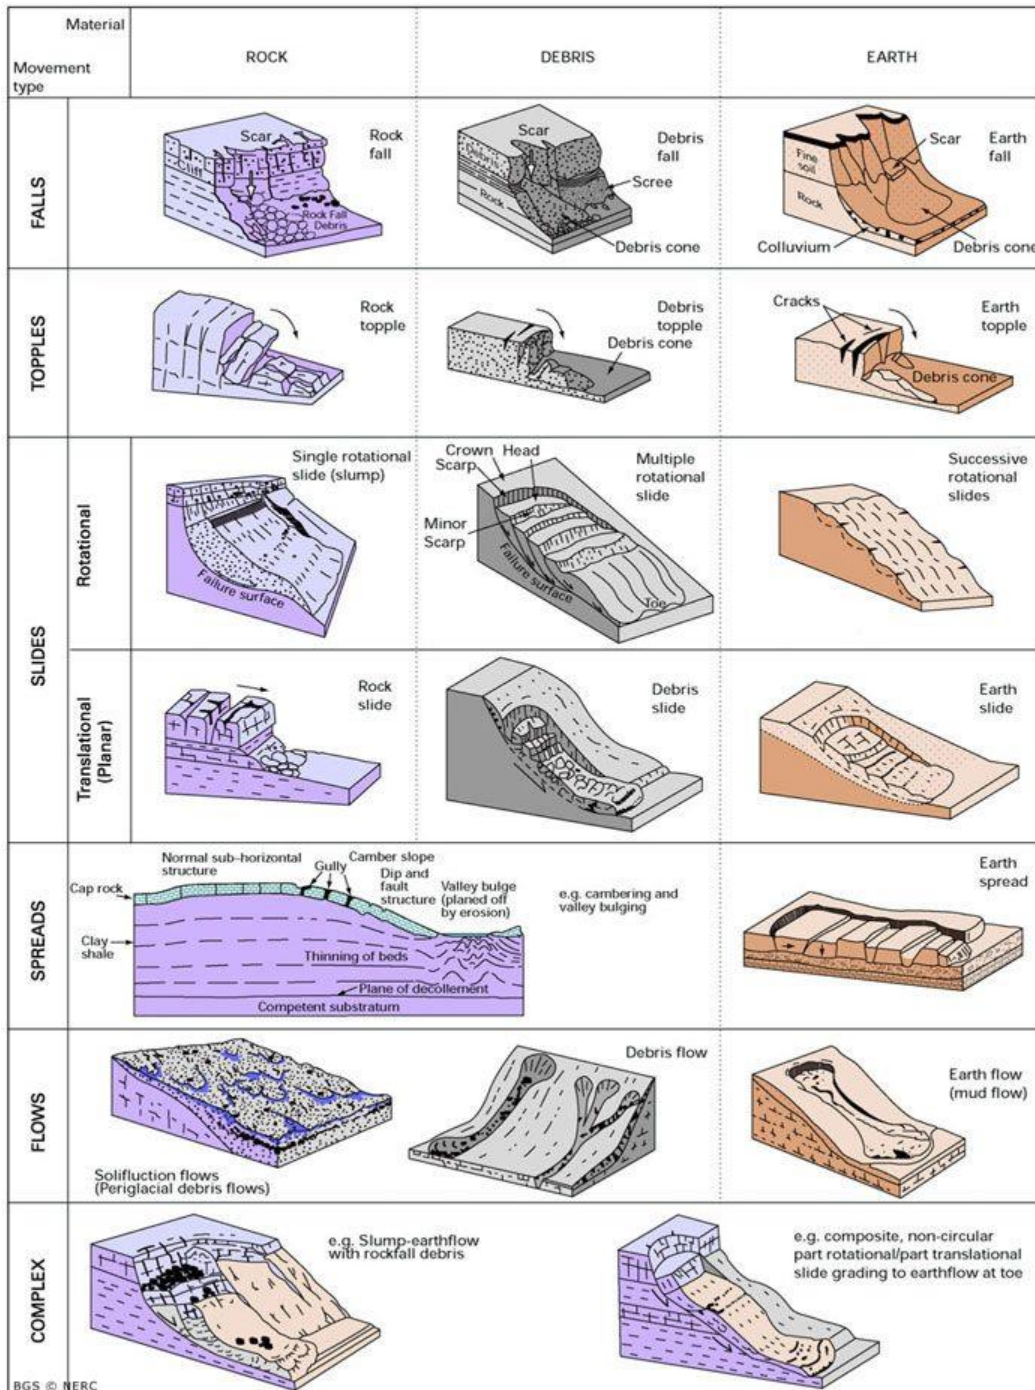 Material
Movement
type
ROCK
DEBRIS
EARTH
FALLS
Scar
Cliff
Rock Fall
Debris
Rock
fall
Scar
Debris
Rock
Debris
fall
Scree
Debris cone
Fine
soil
Rock
Scar
Earth
fall
Colluvium
Debris cone
TOPPLES
Rock
topple
Debris
topple
Debris cone
Cracks
Earth
topple
Debris cone
SLIDES
Rotational
Single rotational
slide (slump)
Failure surface
Crown
Scarp
Head
Minor
Scarp
Failure surface
Toe
Multiple
rotational
slide
Successive
rotational
slides
Translational
(Planar)
Rock
slide
Debris
slide
Earth
slide
SPREADS
Normal sub-horizontal
structure
Gully
Camber slope
Dip and
fault
structure
Valley bulge
(planed off
by erosion)
Cap rock
Clay
shale
Thinning of beds
Plane of decollement
Competent substratum
e.g. cambering and
valley bulging
Earth
spread
FLOWS
Solifluction flows
(Periglacial debris flows)
Debris flow
Earth flow
(mud flow)
COMPLEX
e.g. Slump-earthflow
with rockfall debris
e.g. composite, non-circular
part rotational/part translational
slide grading to earthflow at toe
BGS © NERC